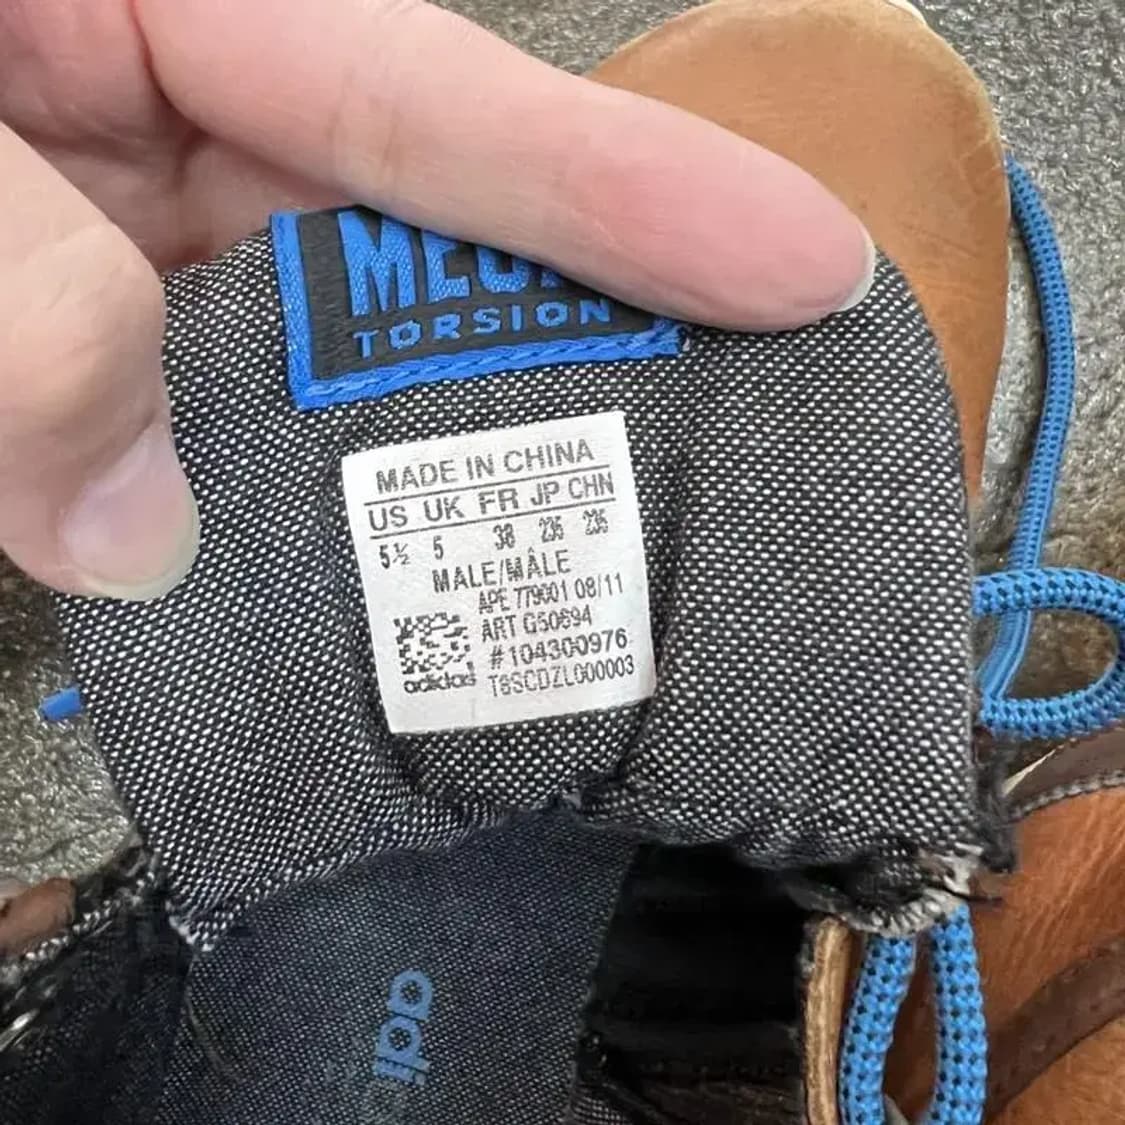 TORSION
MADE IN CHINA
US UK FR JP CHN
5½ 5 38 235 235
MALE/MÂLE
APE 779001 08/11
ART G50694
#104300976
adidas T8SCDZL000003
adi